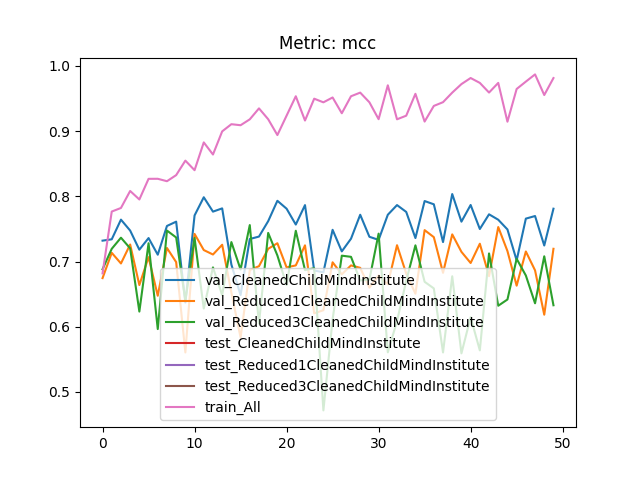 Metric: mcc
1.0
0.9
0.8
0.7
0.6
0.5
val_CleanedChildMindInstitute
val_Reduced1CleanedChildMindInstitute
val_Reduced3CleanedChildMindInstitute
test_CleanedChildMindInstitute
test_Reduced1CleanedChildMindInstitute
test_Reduced3CleanedChildMindInstitute
train_All
0 10 20 30 40 50